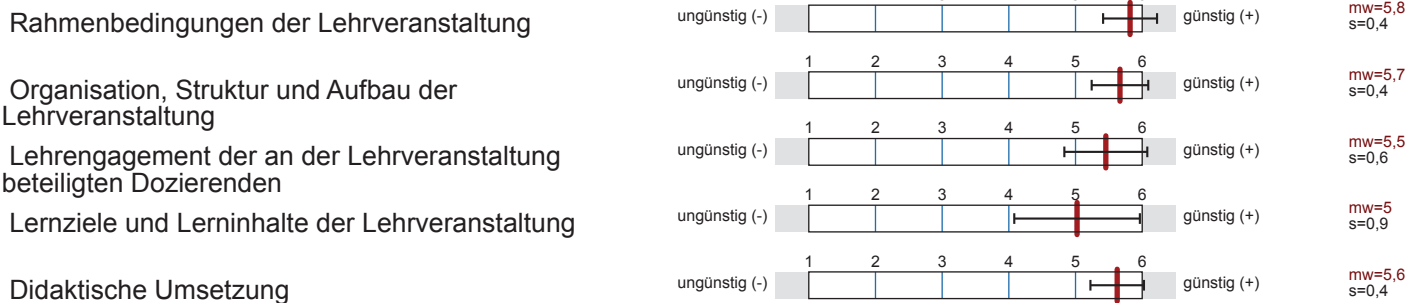 Rahmenbedingungen der Lehrveranstaltung
ungünstig (-)
günstig (+)
mw=5,8
s=0,4
1 2 3 4 5 6
Organisation, Struktur und Aufbau der
Lehrveranstaltung
ungünstig (-)
günstig (+)
mw=5,7
s=0,4
1 2 3 4 5 6
Lehrengagement der an der Lehrveranstaltung
beteiligten Dozierenden
ungünstig (-)
günstig (+)
mw=5,5
s=0,6
1 2 3 4 5 6
Lernziele und Lerninhalte der Lehrveranstaltung
ungünstig (-)
günstig (+)
mw=5
s=0,9
1 2 3 4 5 6
Didaktische Umsetzung
ungünstig (-)
günstig (+)
mw=5,6
s=0,4